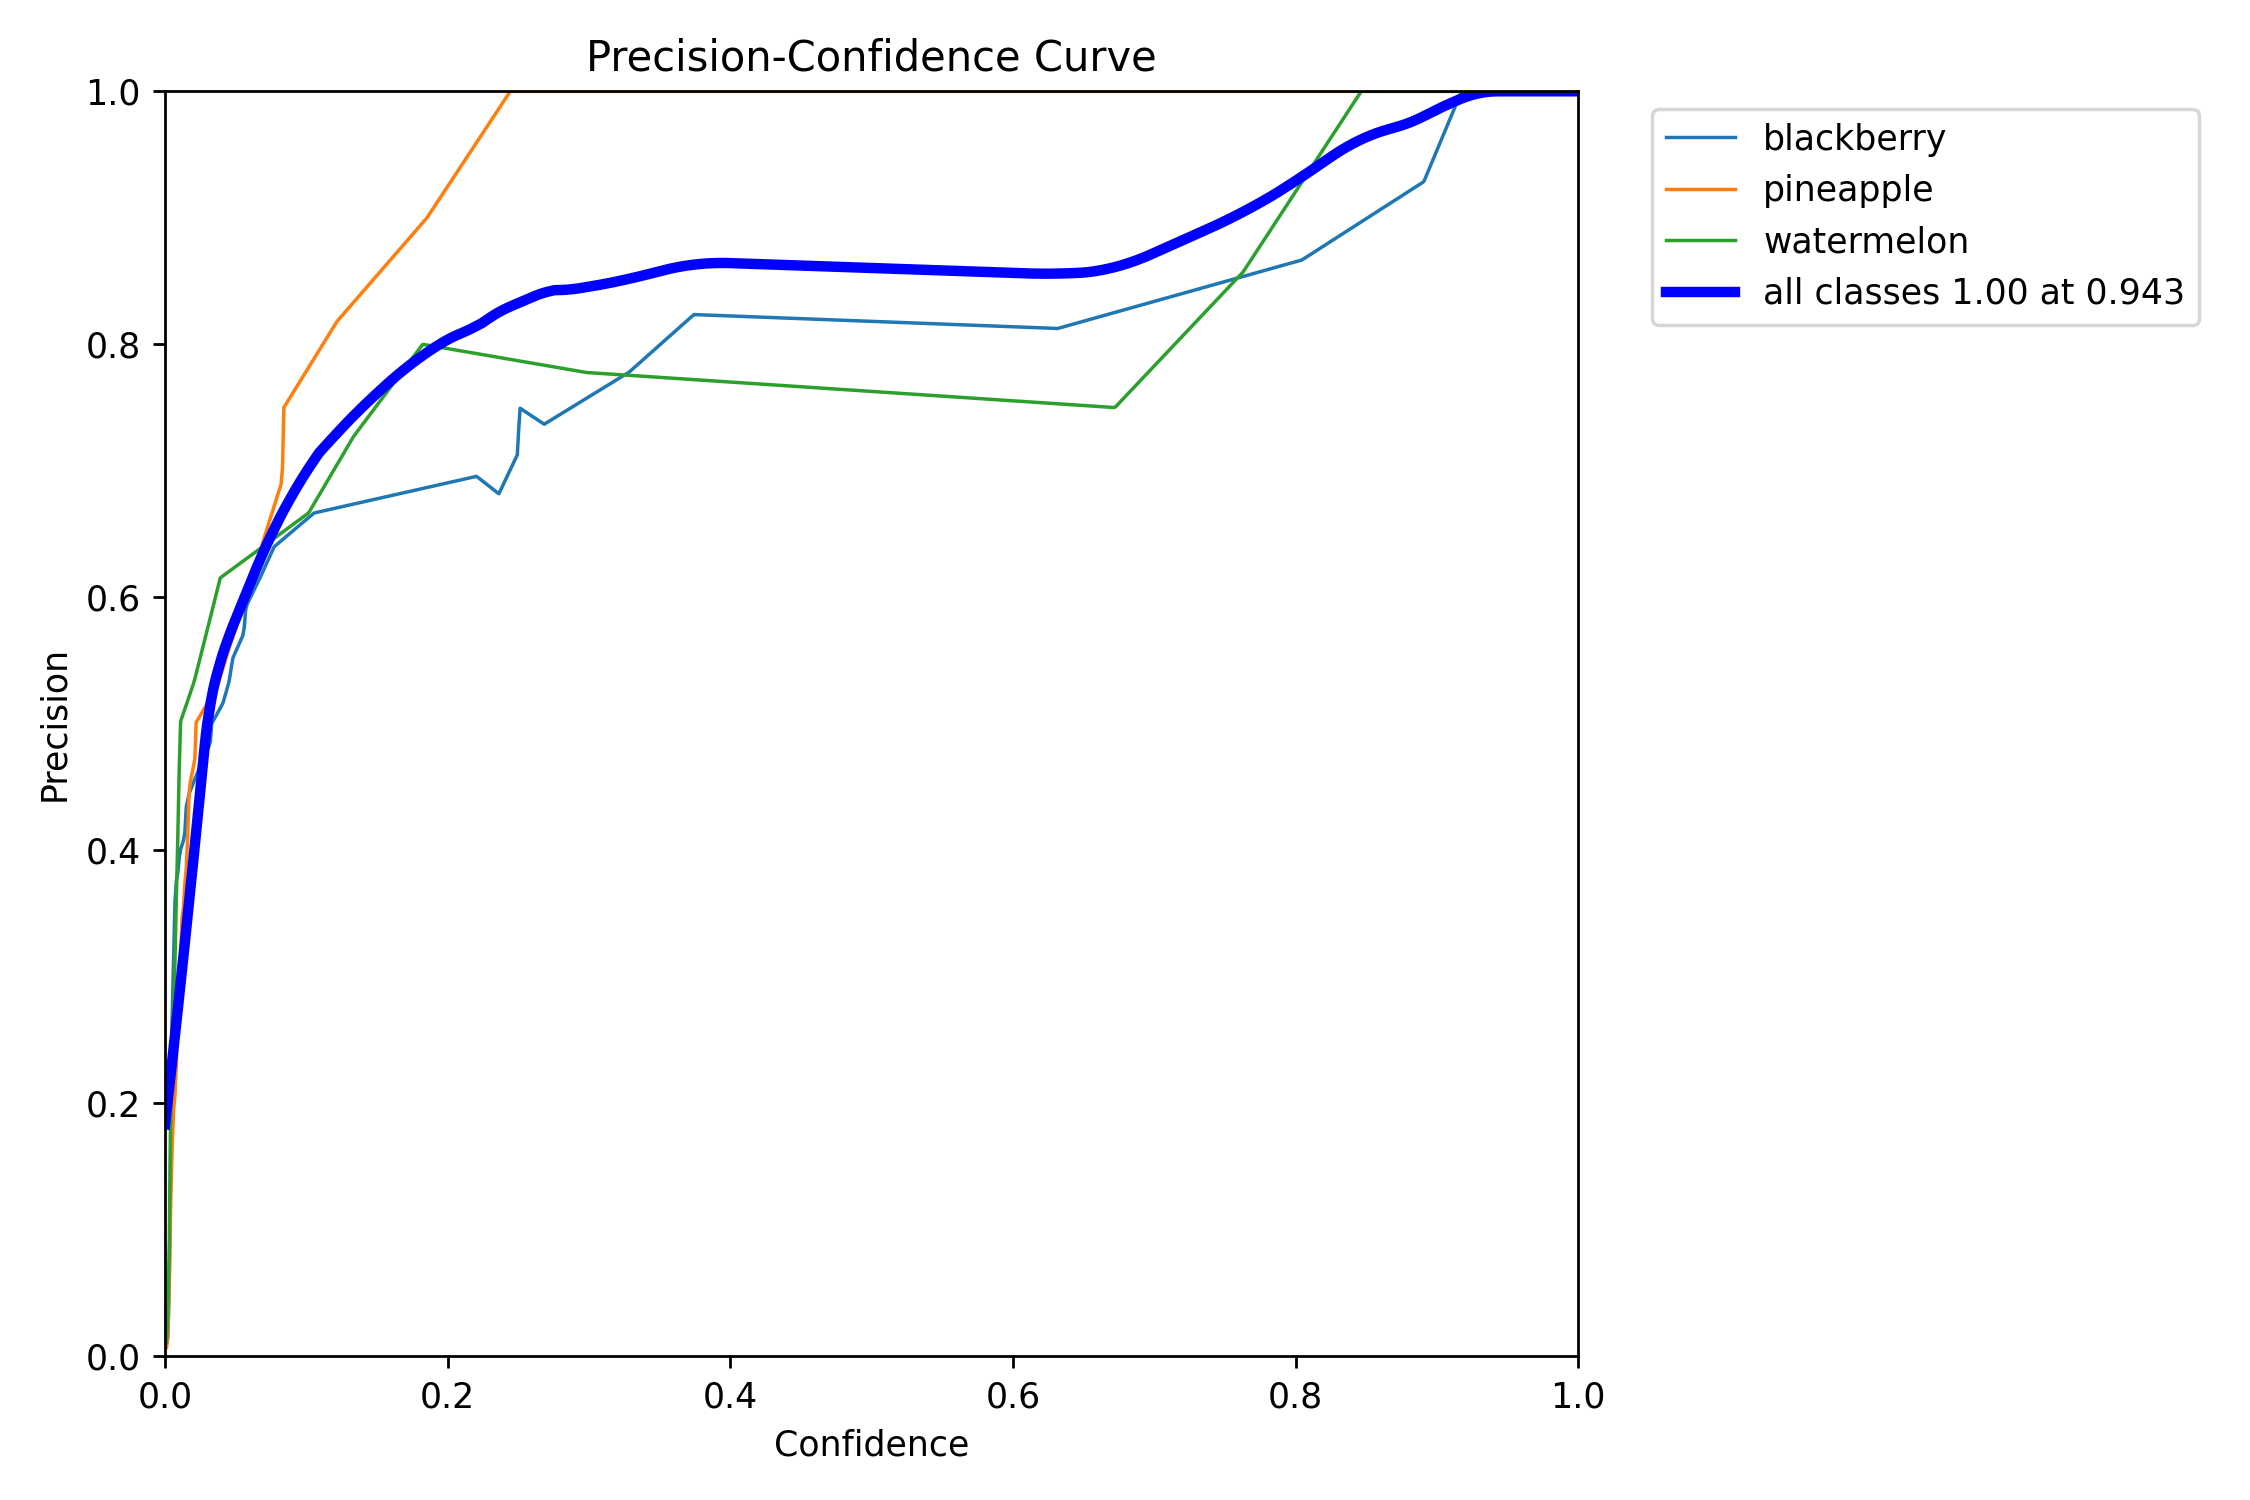 Precision-Confidence Curve
1.0
0.8
0.6
0.4
0.2
0.0
Precision
0.0 0.2 0.4 0.6 0.8 1.0
Confidence
blackberry
pineapple
watermelon
all classes 1.00 at 0.943